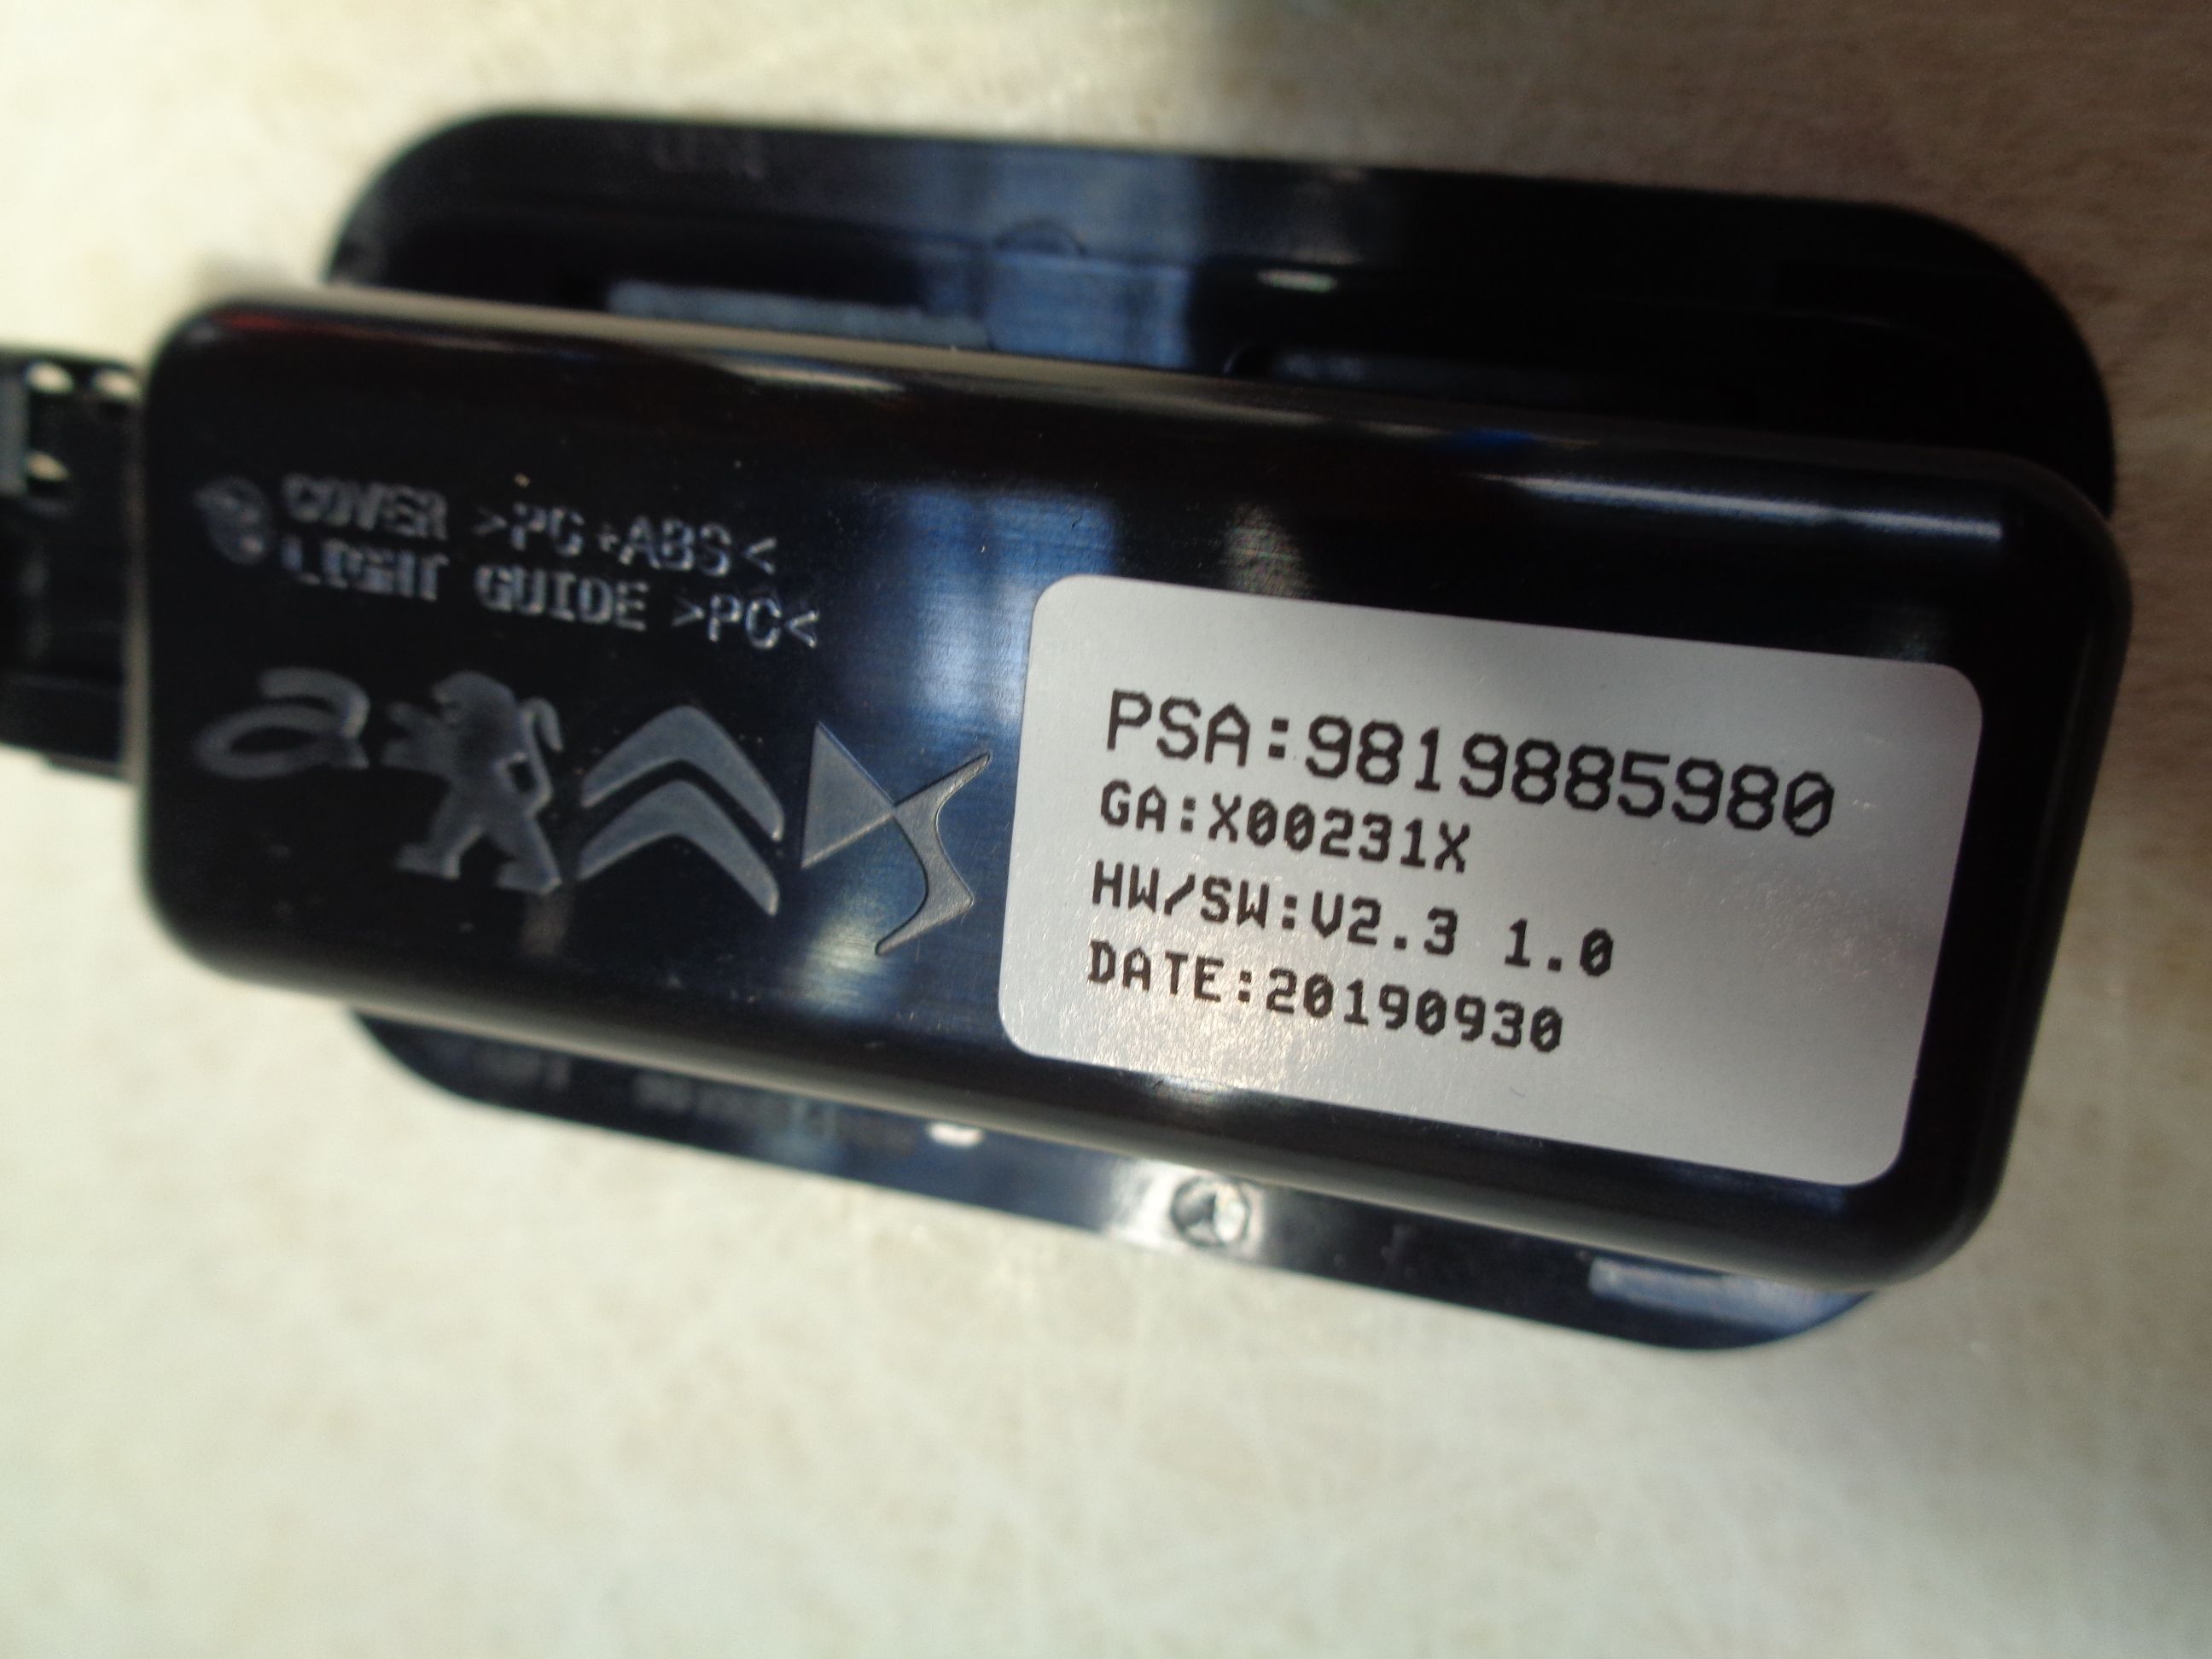 COVER >PC+ABS<
LIGHT GUIDE >PC<
PSA:9819885980
GA:X00231X
HW/SW:V2.3 1.0
DATE:20190930